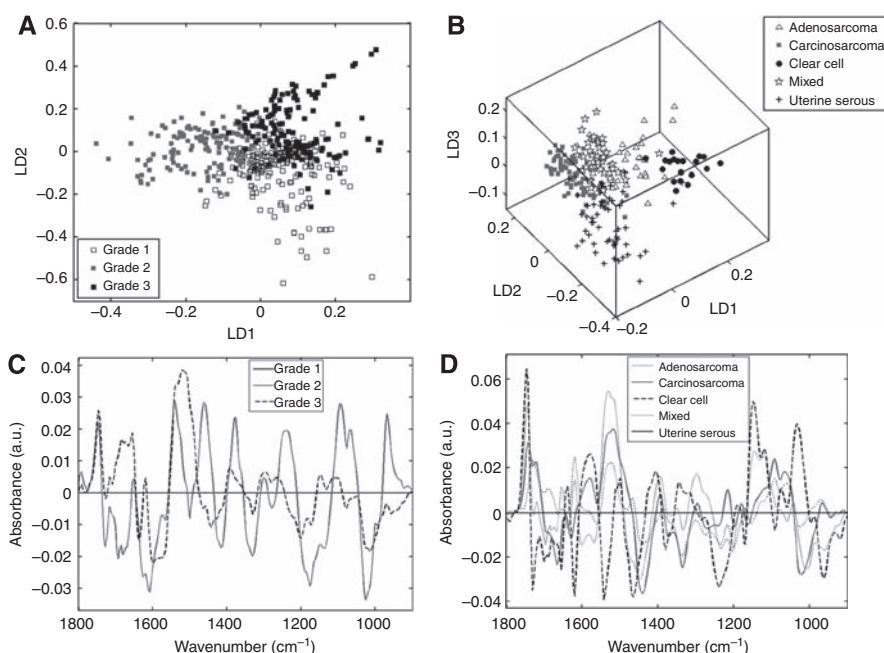 A
0.6
0.4
0.2
0
−0.2
−0.4
−0.6
LD2
−0.4
−0.2
0
0.2
LD1
Grade 1
Grade 2
Grade 3
B
Adenosarcoma
Carcinosarcoma
Clear cell
Mixed
Uterine serous
0.2
0.1
0
−0.1
LD3
0.2
0
−0.2
−0.4
LD2
−0.2
0
0.2
LD1
C
0.04
0.03
0.02
0.01
0
−0.01
−0.02
−0.03
Absorbance (a.u.)
1800
1600
1400
1200
1000
Wavenumber (cm−1)
Grade 1
Grade 2
Grade 3
D
0.06
0.04
0.02
0
−0.02
−0.04
Absorbance (a.u.)
1800
1600
1400
1200
1000
Wavenumber (cm−1)
Adenosarcoma
Carcinosarcoma
Clear cell
Mixed
Uterine serous